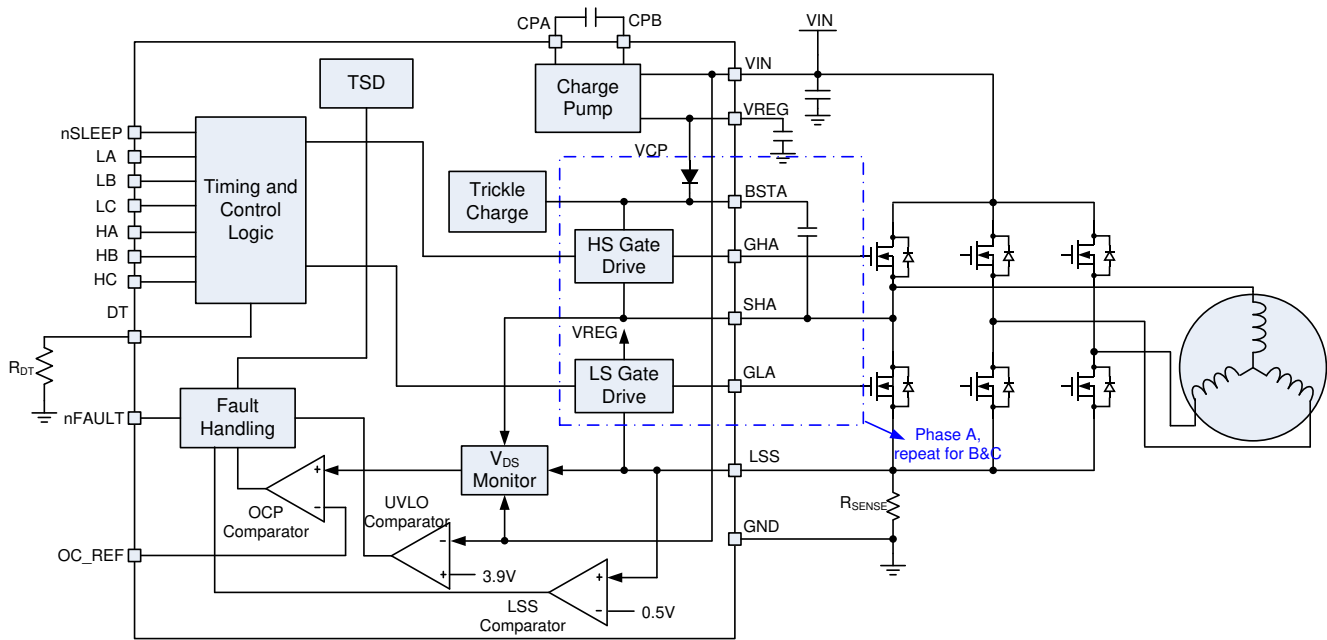 CPA
CPB
VIN
TSD
Charge
Pump
VIN
VREG
nSLEEP
LA
LB
LC
HA
HB
HC
DT
Timing and
Control
Logic
VCP
Trickle
Charge
BSTA
HS Gate
Drive
GHA
SHA
VREG
LS Gate
Drive
GLA
RDT
nFAULT
Fault
Handling
Phase A,
repeat for B&C
VDS
Monitor
LSS
+
-
OCP
Comparator
UVLO
Comparator
RSENSE
GND
OC_REF
-
+
3.9V
LSS
Comparator
+
-
0.5V